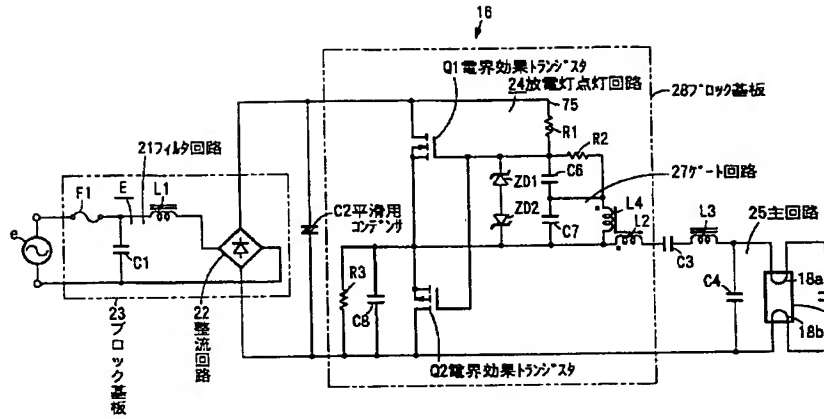 16
Q1電界効果トランジスタ
24放電灯点灯回路
75
28ブロック基板
R1
R2
21フィルタ回路
E
F1
L1
C1
e
C2平滑用
コンデンサ
ZD1
ZD2
C6
C7
27ゲート回路
L4
L2
L3
25主回路
C3
C4
18a
18b
R3
C8
23ブロック基板
22整流回路
Q2電界効果トランジスタ